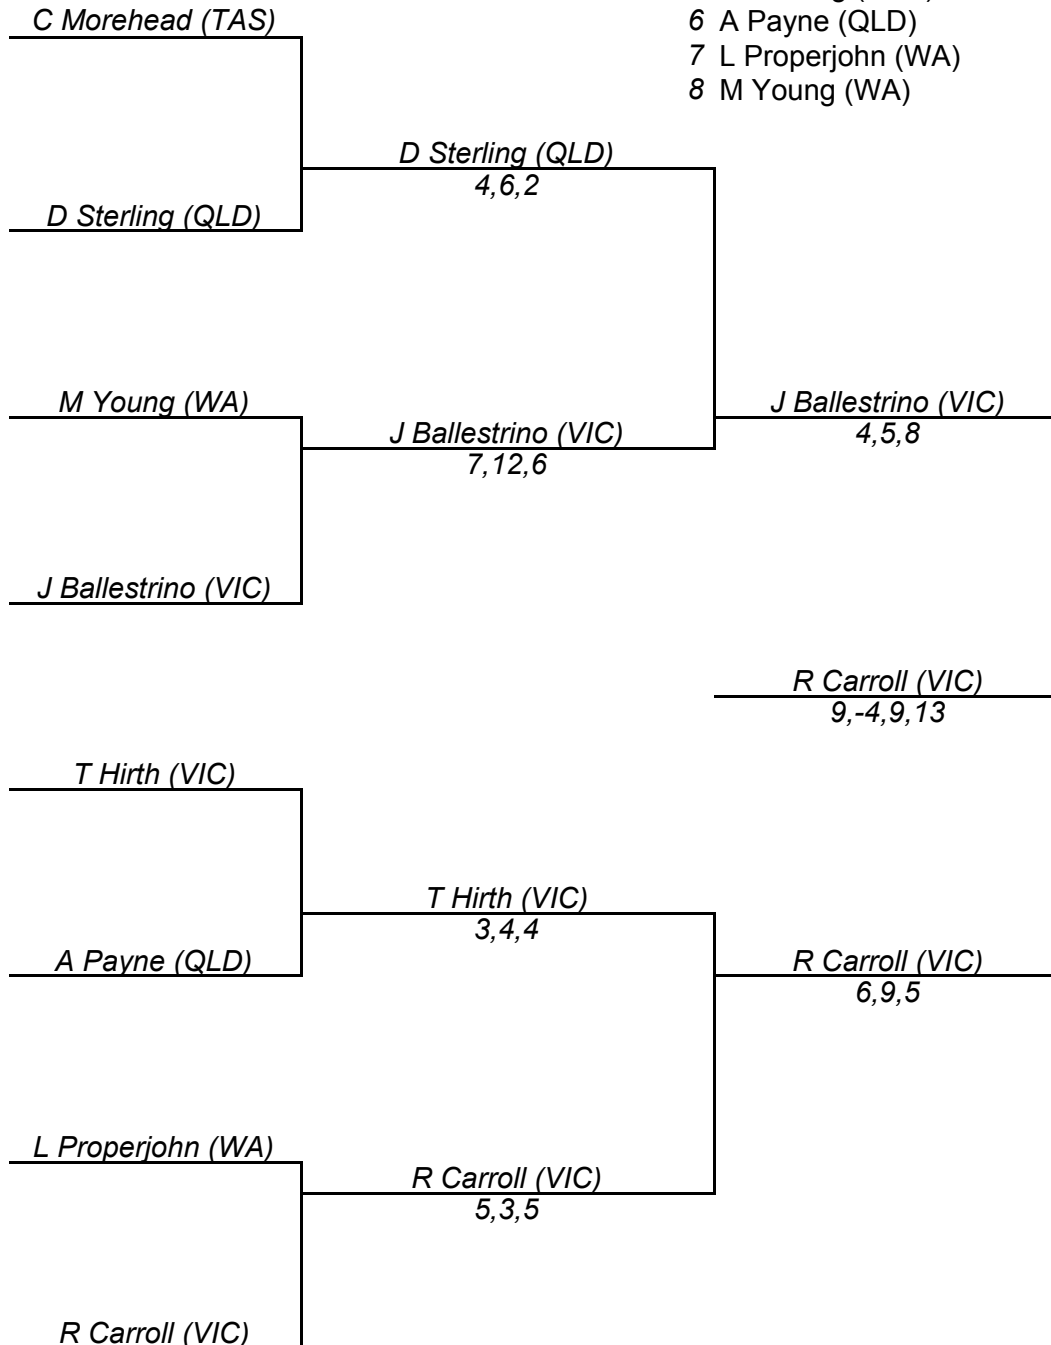 C Morehead (TAS)
6 A Payne (QLD)
7 L Properjohn (WA)
8 M Young (WA)
D Sterling (QLD)
4,6,2
D Sterling (QLD)
M Young (WA)
J Ballestrino (VIC)
7,12,6
J Ballestrino (VIC)
4,5,8
J Ballestrino (VIC)
R Carroll (VIC)
9,-4,9,13
T Hirth (VIC)
T Hirth (VIC)
3,4,4
A Payne (QLD)
R Carroll (VIC)
6,9,5
L Properjohn (WA)
R Carroll (VIC)
5,3,5
R Carroll (VIC)